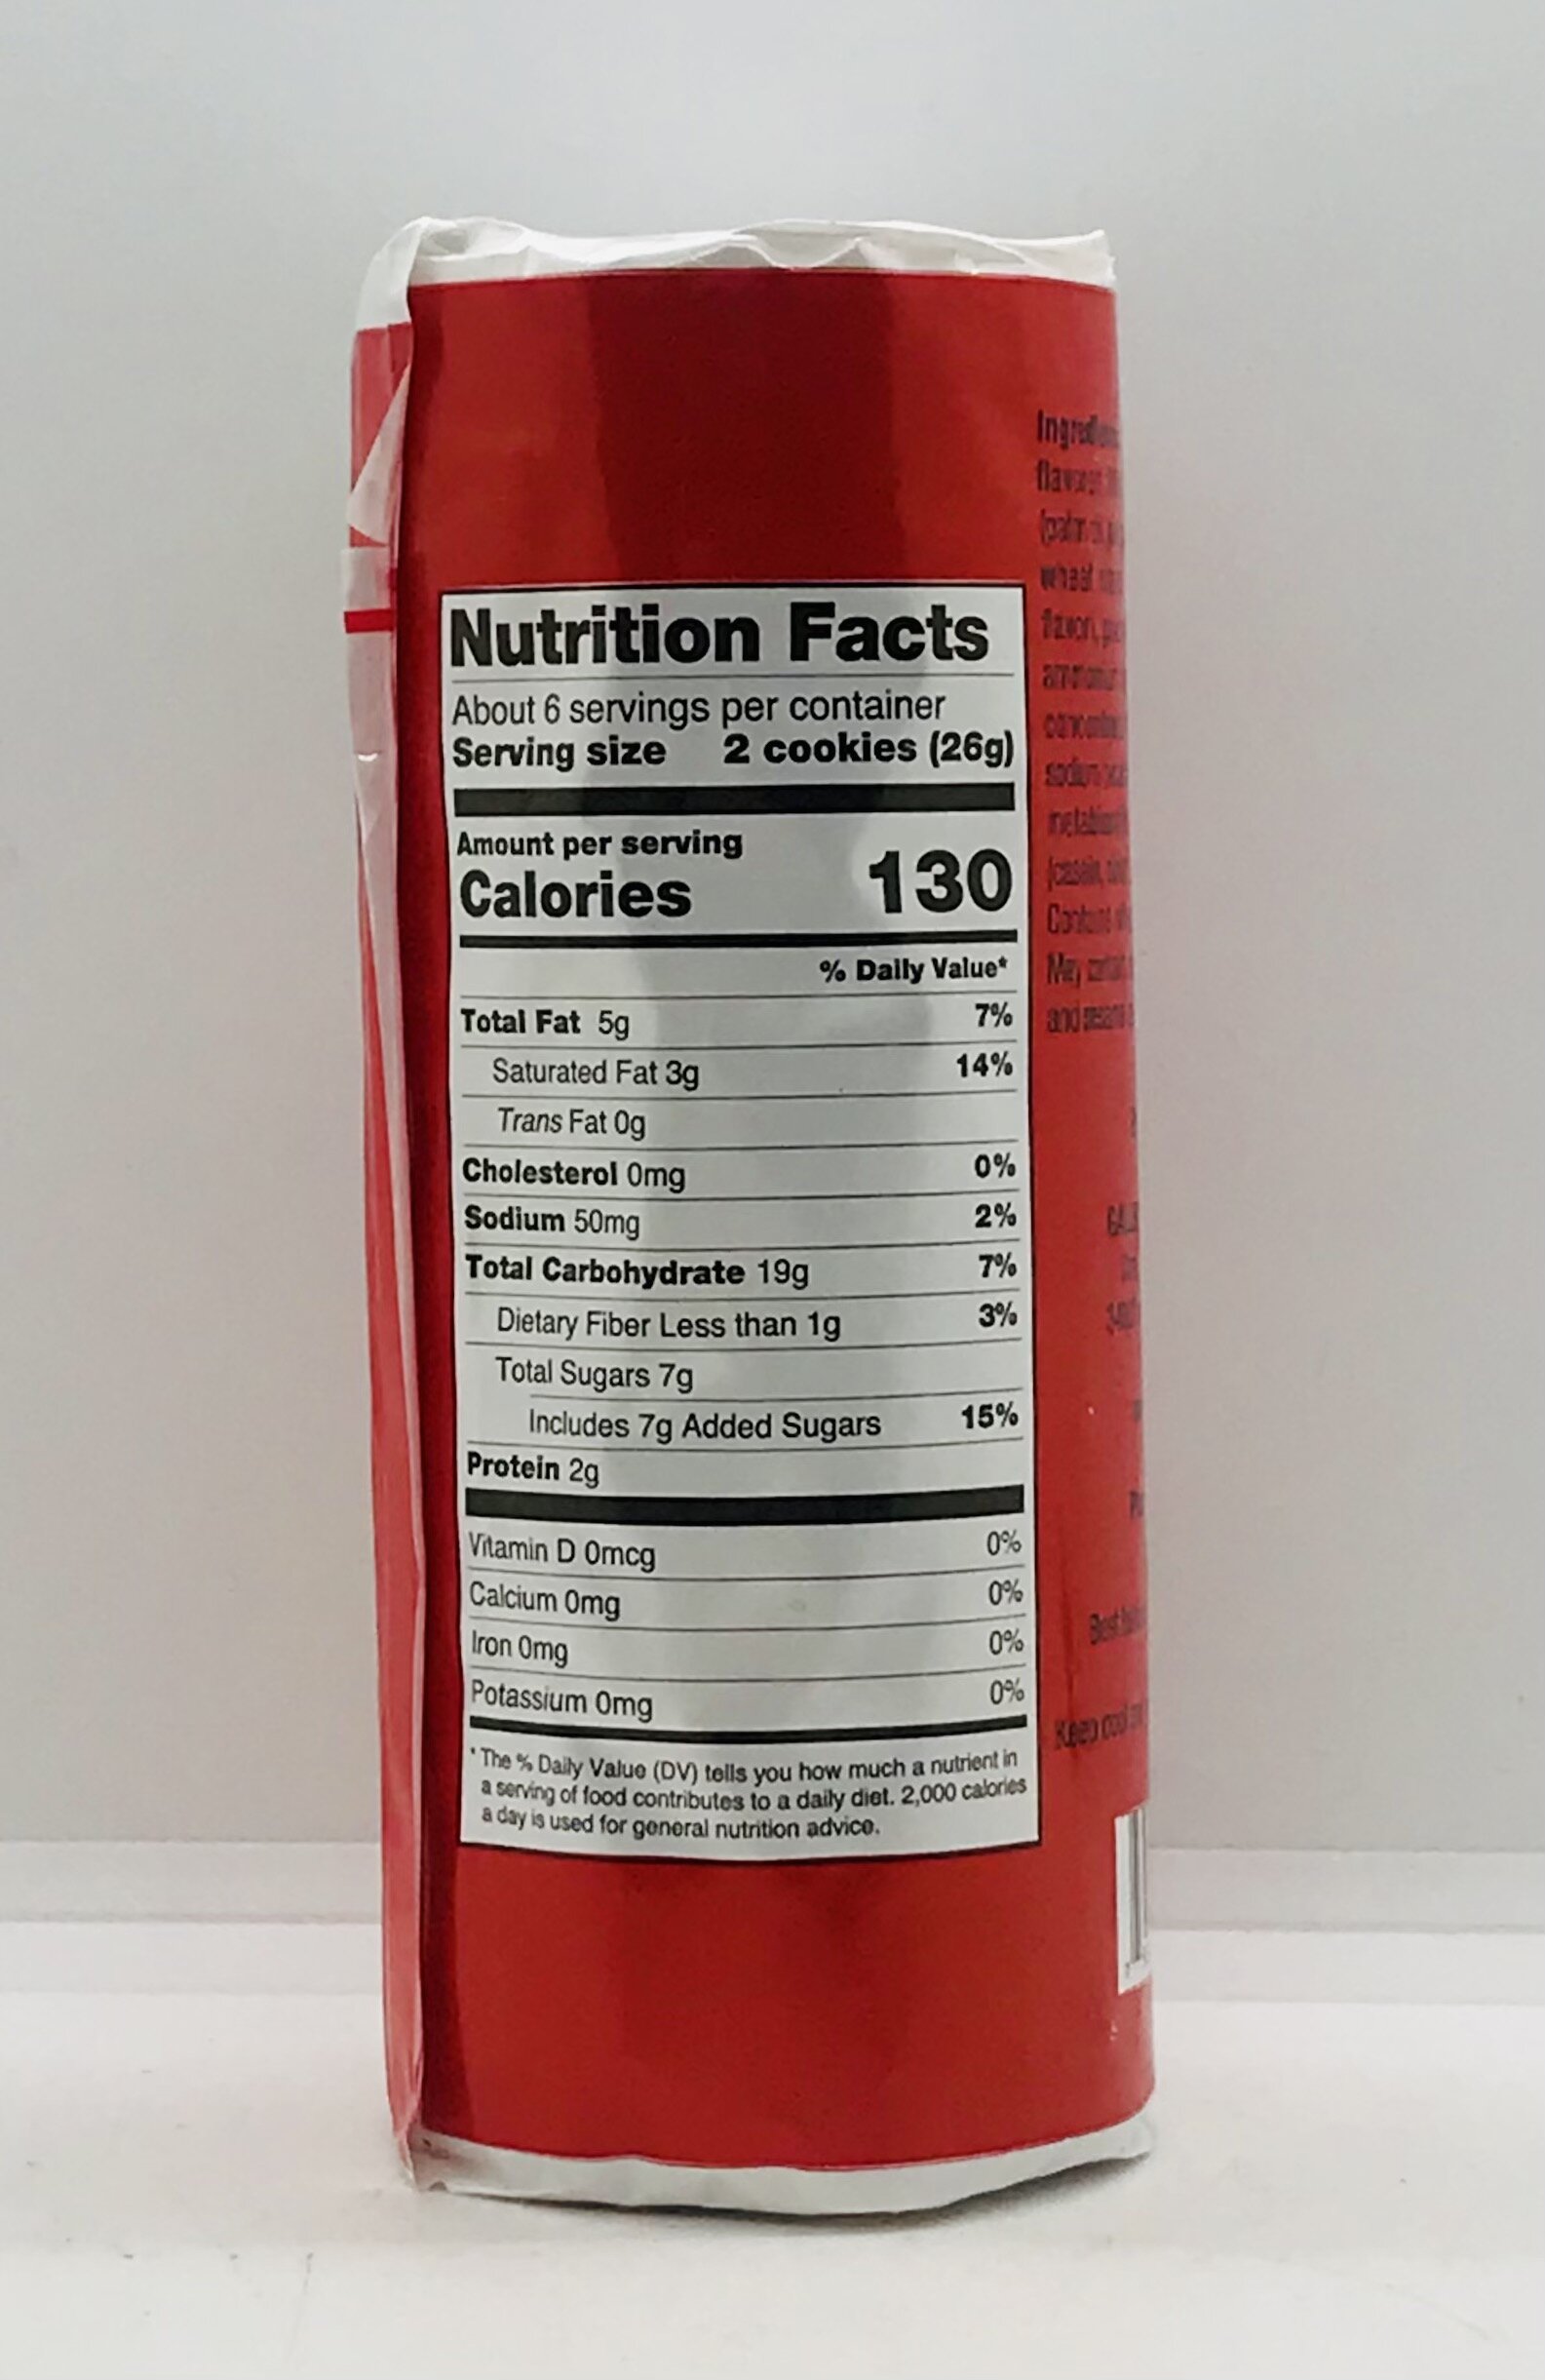 Nutrition Facts
About 6 servings per container
Serving size 2 cookies (26g)
Amount per serving
Calories 130
% Daily Value*
Total Fat 5g 7%
Saturated Fat 3g 14%
Trans Fat 0g
Cholesterol 0mg 0%
Sodium 50mg 2%
Total Carbohydrate 19g 7%
Dietary Fiber Less than 1g 3%
Total Sugars 7g
Includes 7g Added Sugars 15%
Protein 2g
Vitamin D 0mcg 0%
Calcium 0mg 0%
Iron 0mg 0%
Potassium 0mg 0%
*The % Daily Value (DV) tells you how much a nutrient in
a serving of food contributes to a daily diet. 2,000 calories
a day is used for general nutrition advice.
wheat
sodium
May
and
Best
Keep cool